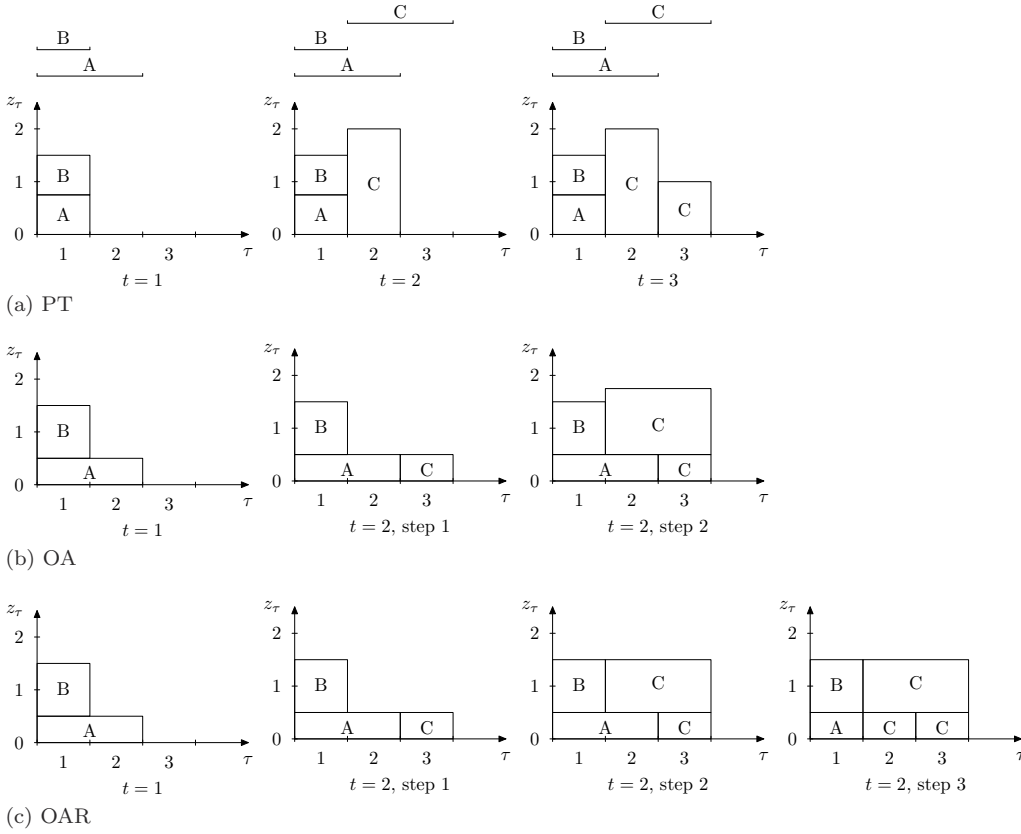 C C
B B B
A A A
z_τ z_τ z_τ
2 2 2
B B C B C
1 1 1
A A C
0 0 0
1 2 3 τ 1 2 3 τ 1 2 3 τ
t = 1 t = 2 t = 3
(a) PT
z_τ z_τ z_τ
2 2 2
B B B C
1 1 1
A A C A C
0 0 0
1 2 3 τ 1 2 3 τ 1 2 3 τ
t = 1 t = 2, step 1 t = 2, step 2
(b) OA
z_τ z_τ z_τ z_τ
2 2 2 2
B B B C B C
1 1 1 1
A A C A C A C C
0 0 0 0
1 2 3 τ 1 2 3 τ 1 2 3 τ 1 2 3 τ
t = 1 t = 2, step 1 t = 2, step 2 t = 2, step 3
(c) OAR